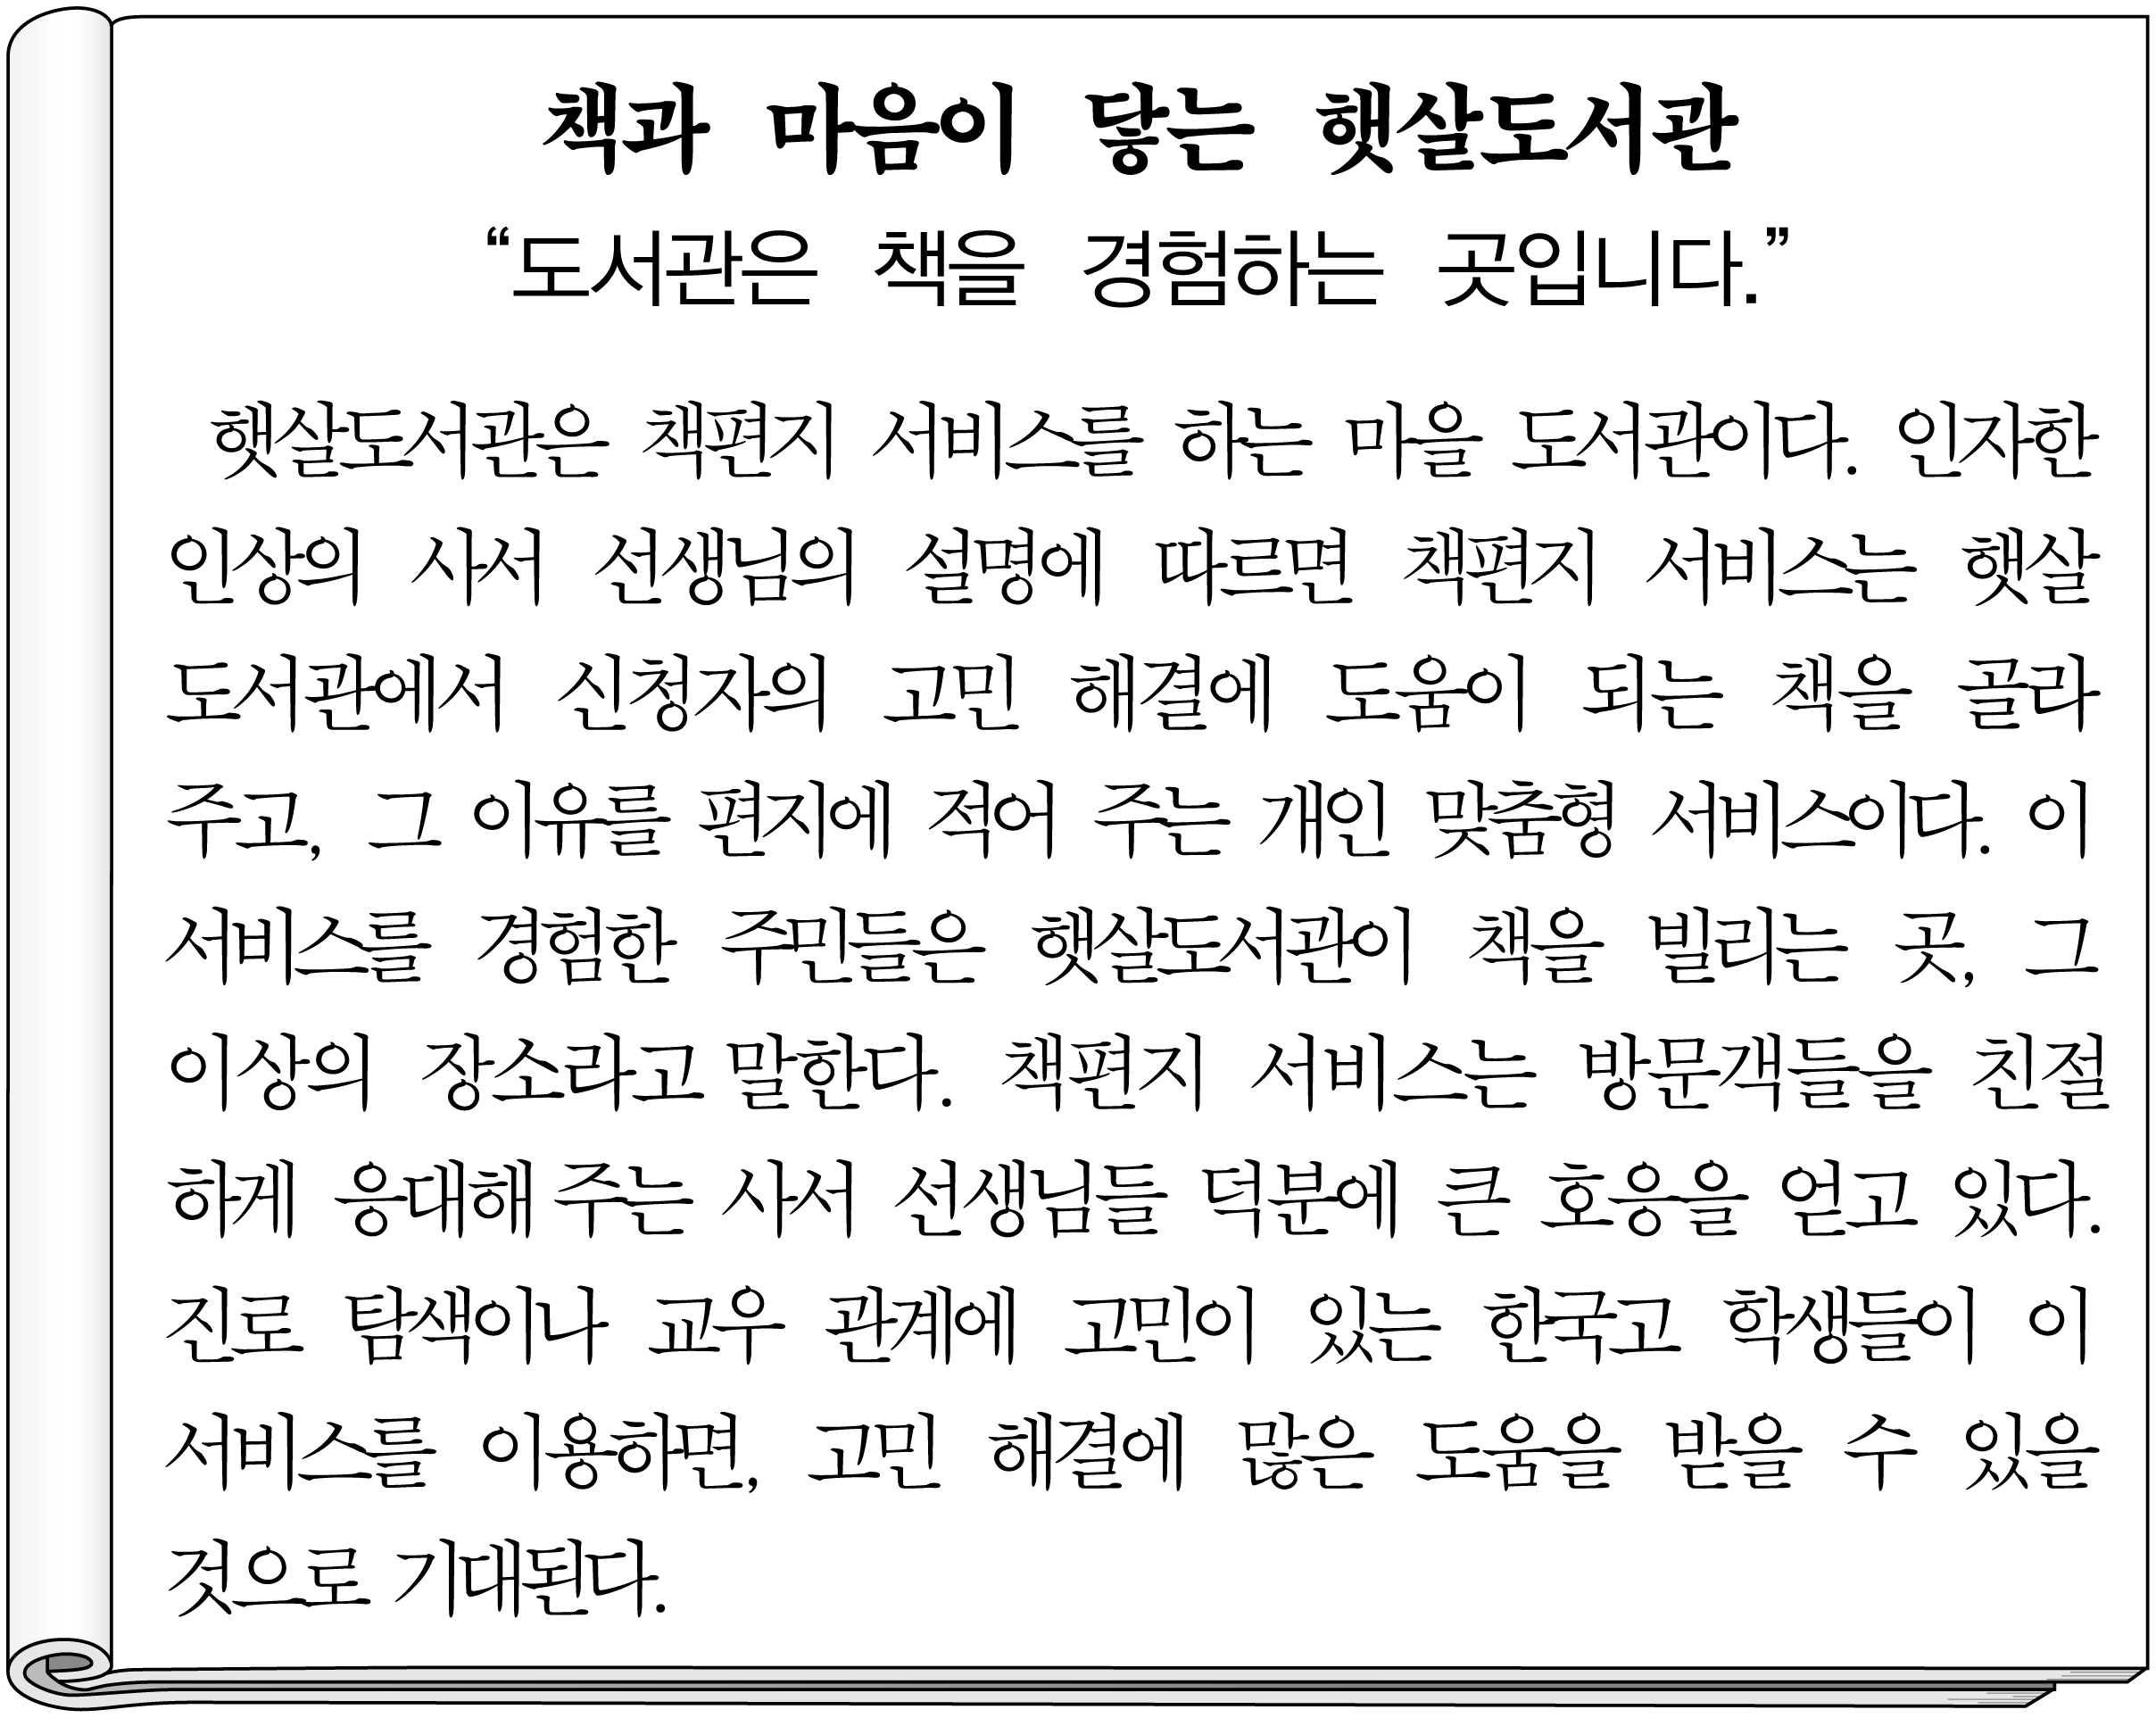 책과 마음이 닿는 햇살도서관
“도서관은 책을 경험하는 곳입니다.”
햇살도서관은 책편지 서비스를 하는 마을 도서관이다. 인자한
인상의 사서 선생님의 설명에 따르면 책편지 서비스는 햇살
도서관에서 신청자의 고민 해결에 도움이 되는 책을 골라
주고, 그 이유를 편지에 적어 주는 개인 맞춤형 서비스이다. 이
서비스를 경험한 주민들은 햇살도서관이 책을 빌리는 곳, 그
이상의 장소라고 말한다. 책편지 서비스는 방문객들을 친절
하게 응대해 주는 사서 선생님들 덕분에 큰 호응을 얻고 있다.
진로 탐색이나 교우 관계에 고민이 있는 한국고 학생들이 이
서비스를 이용하면, 고민 해결에 많은 도움을 받을 수 있을
것으로 기대된다.